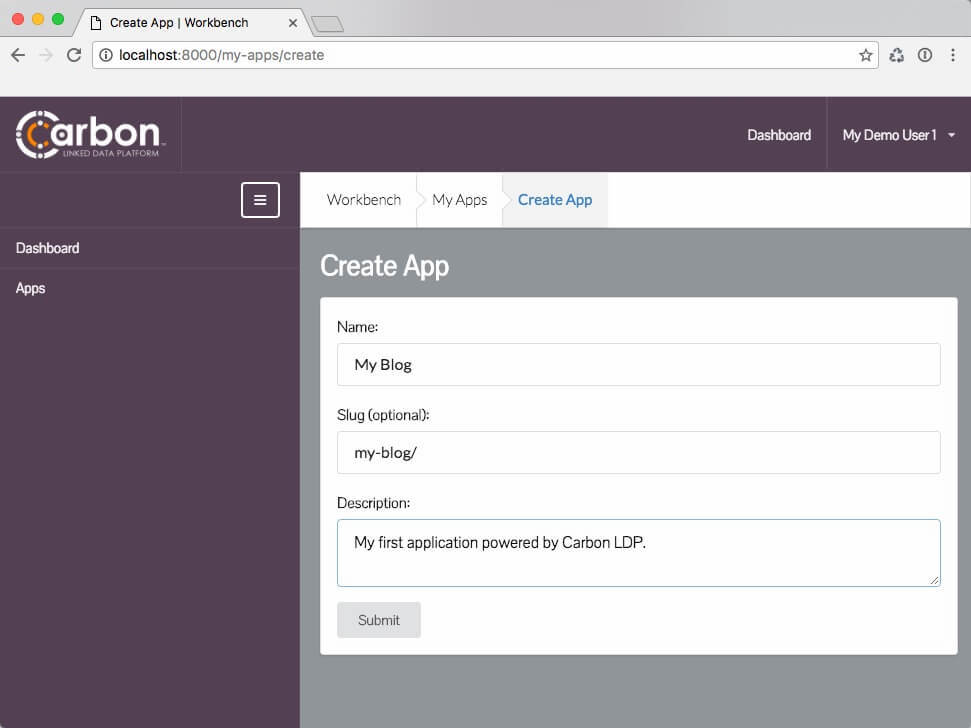 Create App | Workbench
localhost:8000/my-apps/create
Carbon
LINKED DATA PLATFORM
Dashboard
My Demo User 1
Workbench
My Apps
Create App
Dashboard
Apps
Create App
Name:
My Blog
Slug (optional):
my-blog/
Description:
My first application powered by Carbon LDP.
Submit